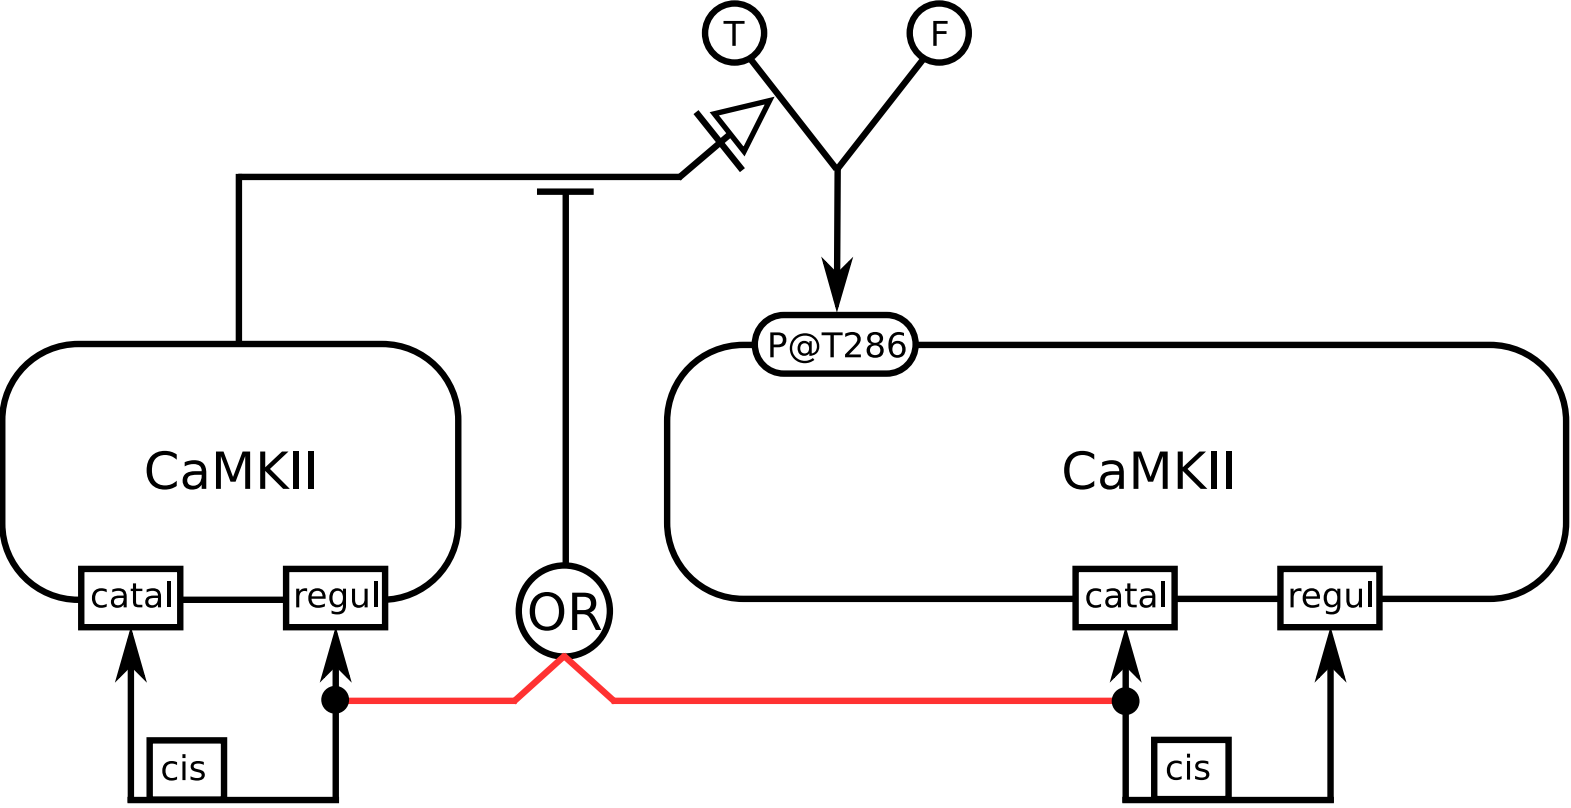 T
F
P@T286
CaMKII
CaMKII
catal
regul
OR
catal
regul
cis
cis